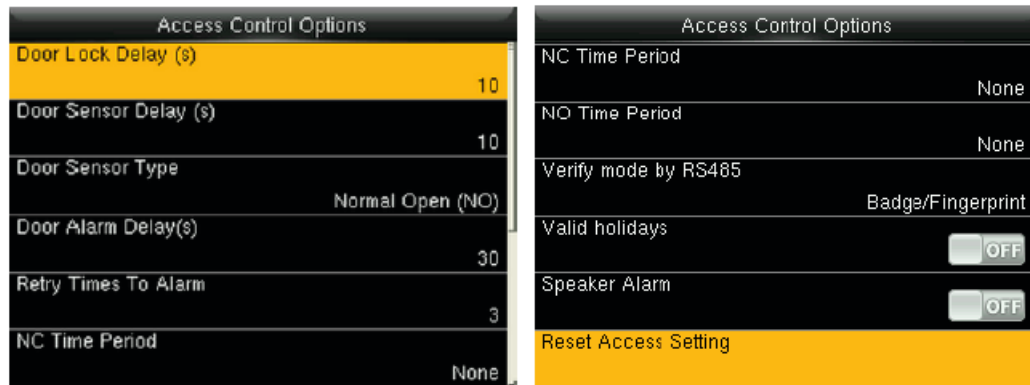 Access Control Options
Door Lock Delay (s)
10
Door Sensor Delay (s)
10
Door Sensor Type
Normal Open (NO)
Door Alarm Delay(s)
30
Retry Times To Alarm
3
NC Time Period
None
Access Control Options
NC Time Period
None
NO Time Period
None
Verify mode by RS485
Badge/Fingerprint
Valid holidays
OFF
Speaker Alarm
OFF
Reset Access Setting